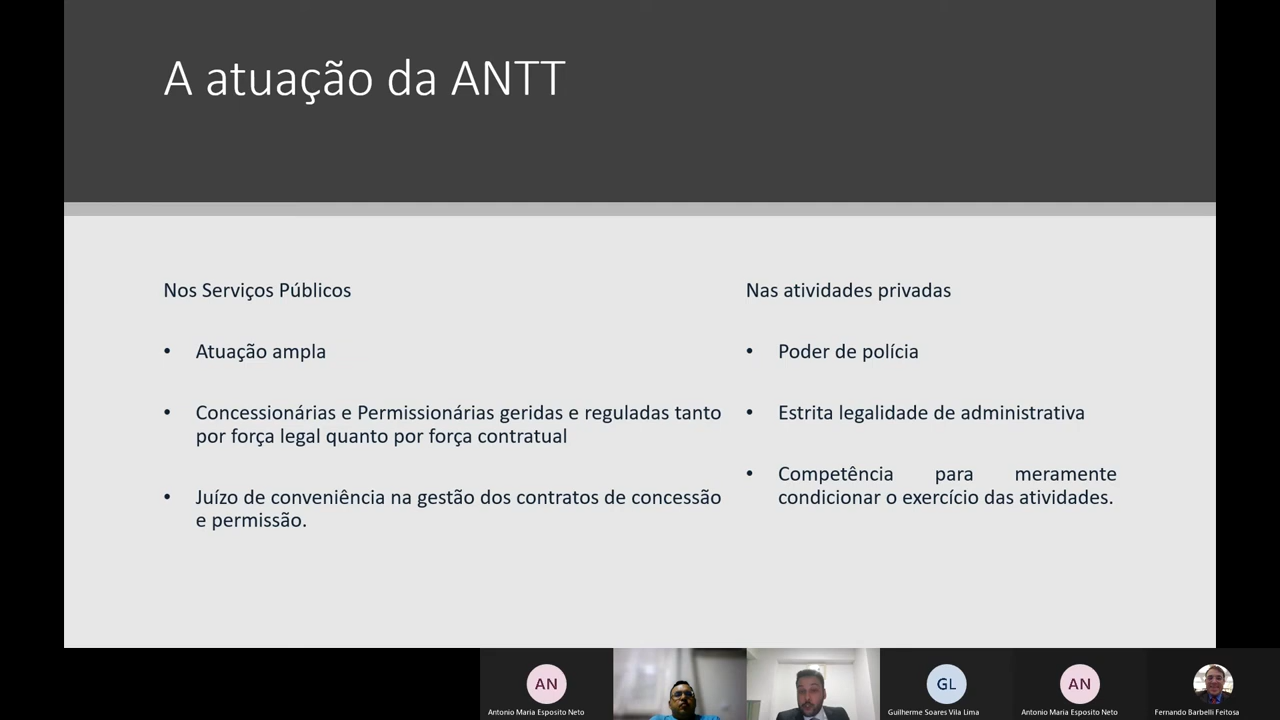 A atuação da ANTT
Nos Serviços Públicos
• Atuação ampla
• Concessionárias e Permissionárias geridas e reguladas tanto
por força legal quanto por força contratual
• Juízo de conveniência na gestão dos contratos de concessão
e permissão.
Nas atividades privadas
• Poder de polícia
• Estrita legalidade de administrativa
• Competência para meramente
condicionar o exercício das atividades.
AN
Antonio Maria Esposito Neto
GL
Guilherme Soares Vila Lima
AN
Antonio Maria Esposito Neto
Fernando Barbelli Feitosa